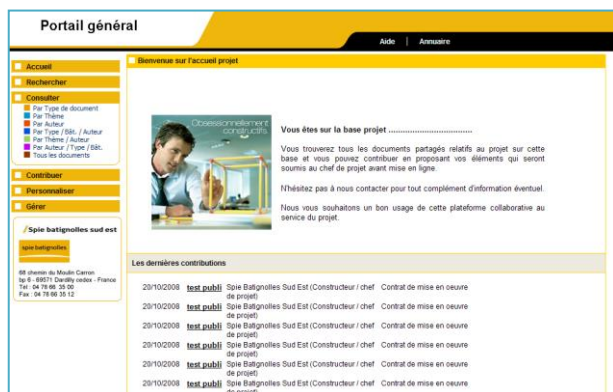 Portail général
Aide | Annuaire
Accueil
Rechercher
Consulter
Par Type de document
Par Thème
Par Auteur
Par Type / Bât. / Auteur
Par Thème / Auteur
Par Auteur / Type / Bât.
Tous les documents
Contribuer
Personnaliser
Gérer
Spie batignolles sud est
spie batignolles
68 chemin du Moulin Carron
bp 6 - 69571 Dardilly cedex - France
Tél : 04 78 66 35 00
Fax : 04 78 66 35 12
Bienvenue sur l'accueil projet
Obsessionnellement
constructifs
Vous êtes sur la base projet ..................................
Vous trouverez tous les documents partagés relatifs au projet sur cette
base et vous pouvez contribuer en proposant vos éléments qui seront
soumis au chef de projet avant mise en ligne.
N'hésitez pas à nous contacter pour tout complément d'information éventuel.
Nous vous souhaitons un bon usage de cette plateforme collaborative au
service du projet.
Les dernières contributions
20/10/2008 test publi Spie Batignolles Sud Est (Constructeur / chef Contrat de mise en oeuvre
de projet)
20/10/2008 test publi Spie Batignolles Sud Est (Constructeur / chef Contrat de mise en oeuvre
de projet)
20/10/2008 test publi Spie Batignolles Sud Est (Constructeur / chef Contrat de mise en oeuvre
de projet)
20/10/2008 test publi Spie Batignolles Sud Est (Constructeur / chef Contrat de mise en oeuvre
de projet)
20/10/2008 test publi Spie Batignolles Sud Est (Constructeur / chef Contrat de mise en oeuvre
de projet)
20/10/2008 test publi Spie Batignolles Sud Est (Constructeur / chef Contrat de mise en oeuvre
de projet)